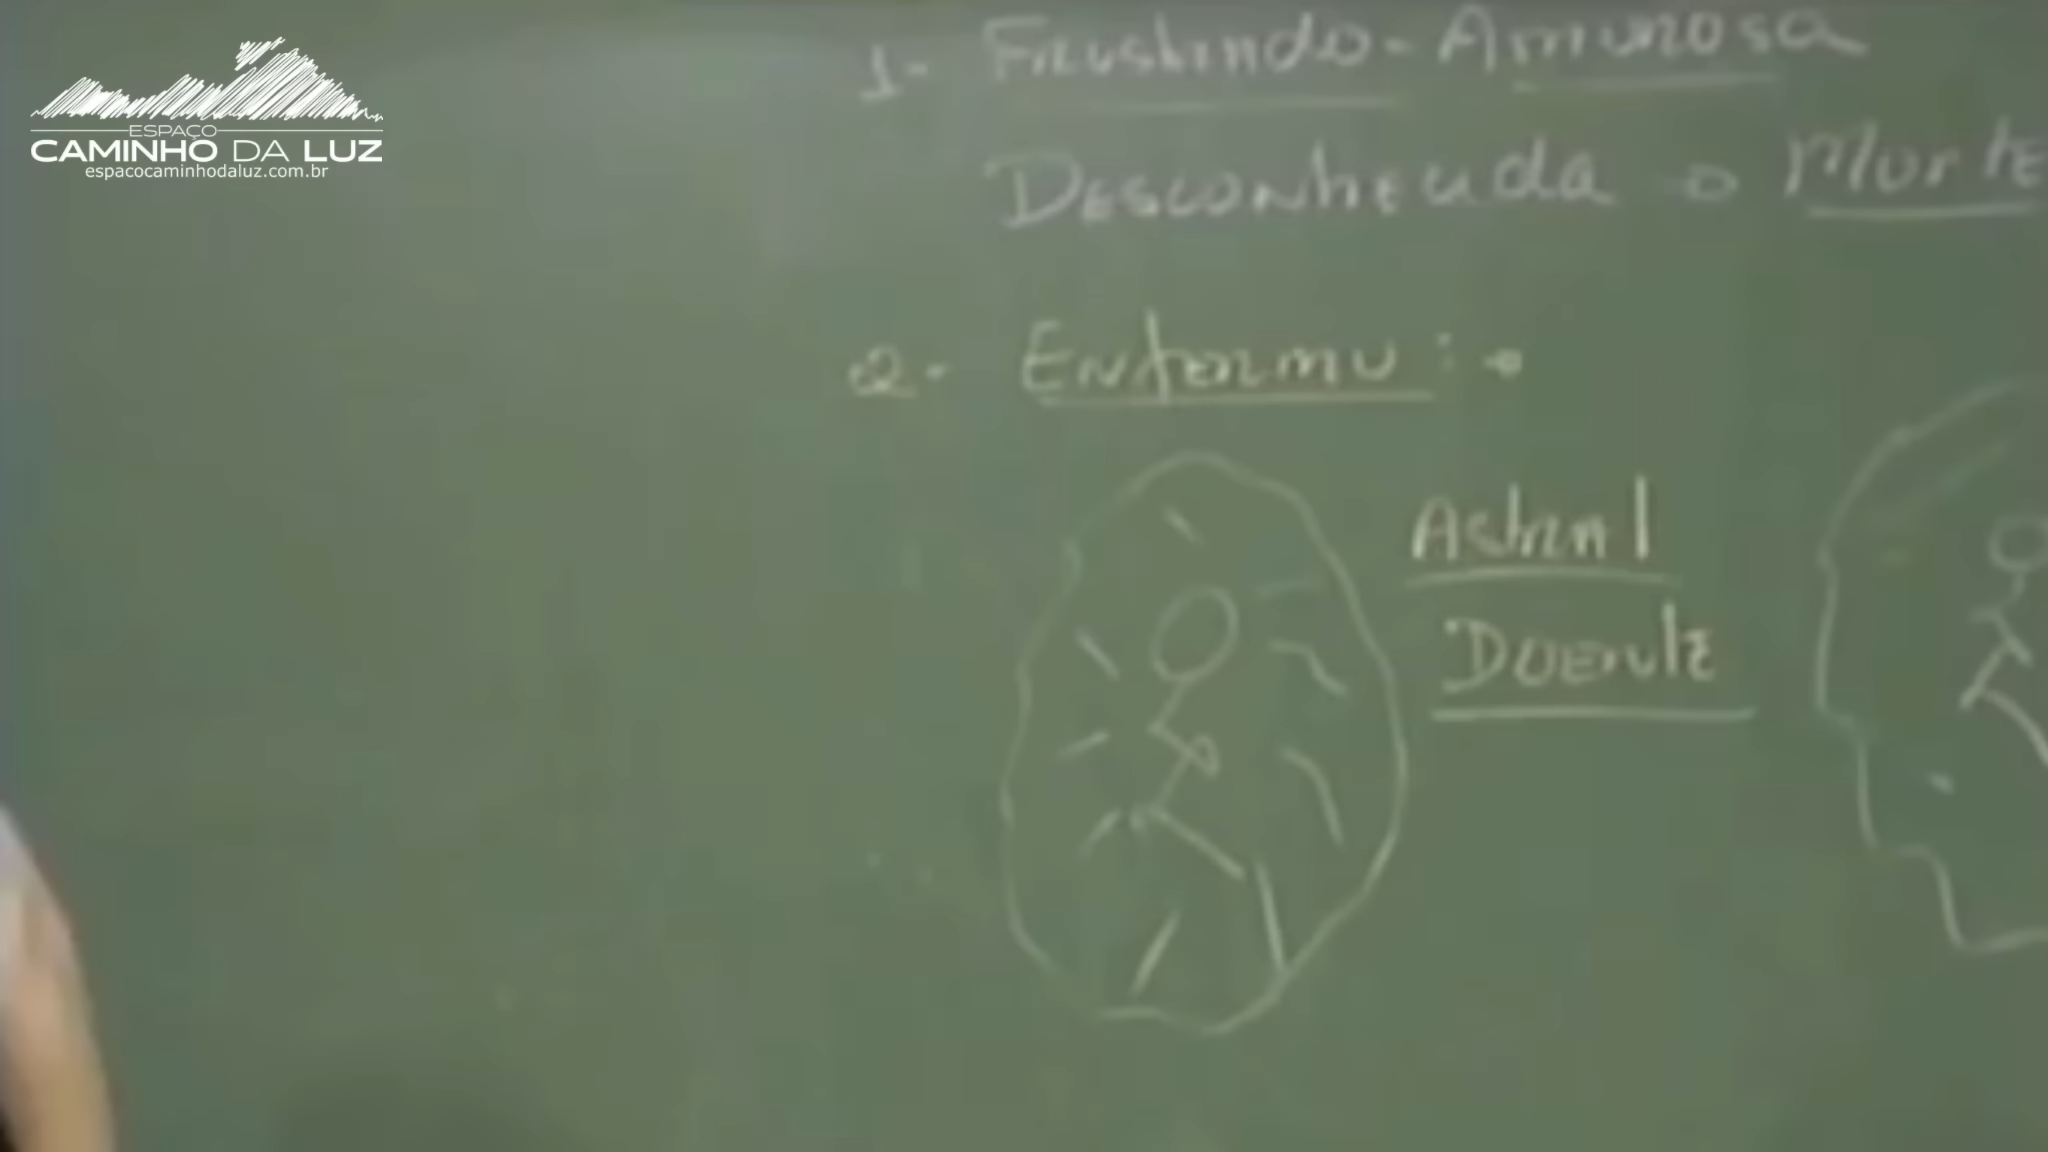 ESPAÇO
CAMINHO DA LUZ
espacocaminhodaluz.com.br
1- Frustrado - Amorosa
Desconhecida → Morte
2- Enfermo :
Astral
Doente